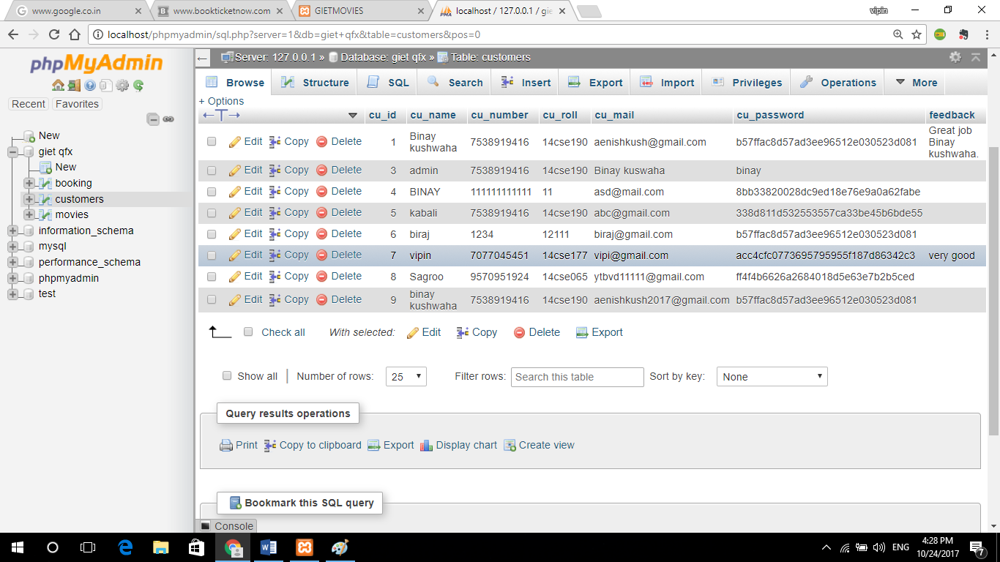 www.google.co.in
www.bookticketnow.com
GIETMOVIES
localhost / 127.0.0.1 / gie
vipin
localhost/phpmyadmin/sql.php?server=1&db=giet+qfx&table=customers&pos=0
phpMyAdmin
Recent Favorites
New
giet qfx
New
booking
customers
movies
information_schema
mysql
performance_schema
phpmyadmin
test
Server: 127.0.0.1 » Database: giet qfx » Table: customers
Browse Structure SQL Search Insert Export Import Privileges Operations More
+ Options
←T→ cu_id cu_name cu_number cu_roll cu_mail cu_password feedback
Edit Copy Delete 1 Binay kushwaha 7538919416 14cse190 aenishkush@gmail.com b57ffac8d57ad3ee96512e030523d081 Great job Binay kushwaha.
Edit Copy Delete 3 admin 7538919416 14cse190 Binay kuswaha binay
Edit Copy Delete 4 BINAY 111111111111 11 asd@mail.com 8bb33820028dc9ed18e76e9a0a62fabe
Edit Copy Delete 5 kabali 7538919416 14cse190 abc@gmail.com 338d811d532553557ca33be45b6bde55
Edit Copy Delete 6 biraj 1234 12111 biraj@gmail.com b57ffac8d57ad3ee96512e030523d081
Edit Copy Delete 7 vipin 7077045451 14cse177 vipi@gmail.com acc4cfc0773695795955f187d86342c3 very good
Edit Copy Delete 8 Sagroo 9570951924 14cse065 ytbvd11111@gmail.com ff4f4b6626a2684018d5e63e7b2b5ced
Edit Copy Delete 9 binay kushwaha 7538919416 14cse190 aenishkush2017@gmail.com b57ffac8d57ad3ee96512e030523d081
Check all With selected: Edit Copy Delete Export
Show all Number of rows: 25 Filter rows: Search this table Sort by key: None
Query results operations
Print Copy to clipboard Export Display chart Create view
Bookmark this SQL query
Console
ENG
4:28 PM
10/24/2017
7